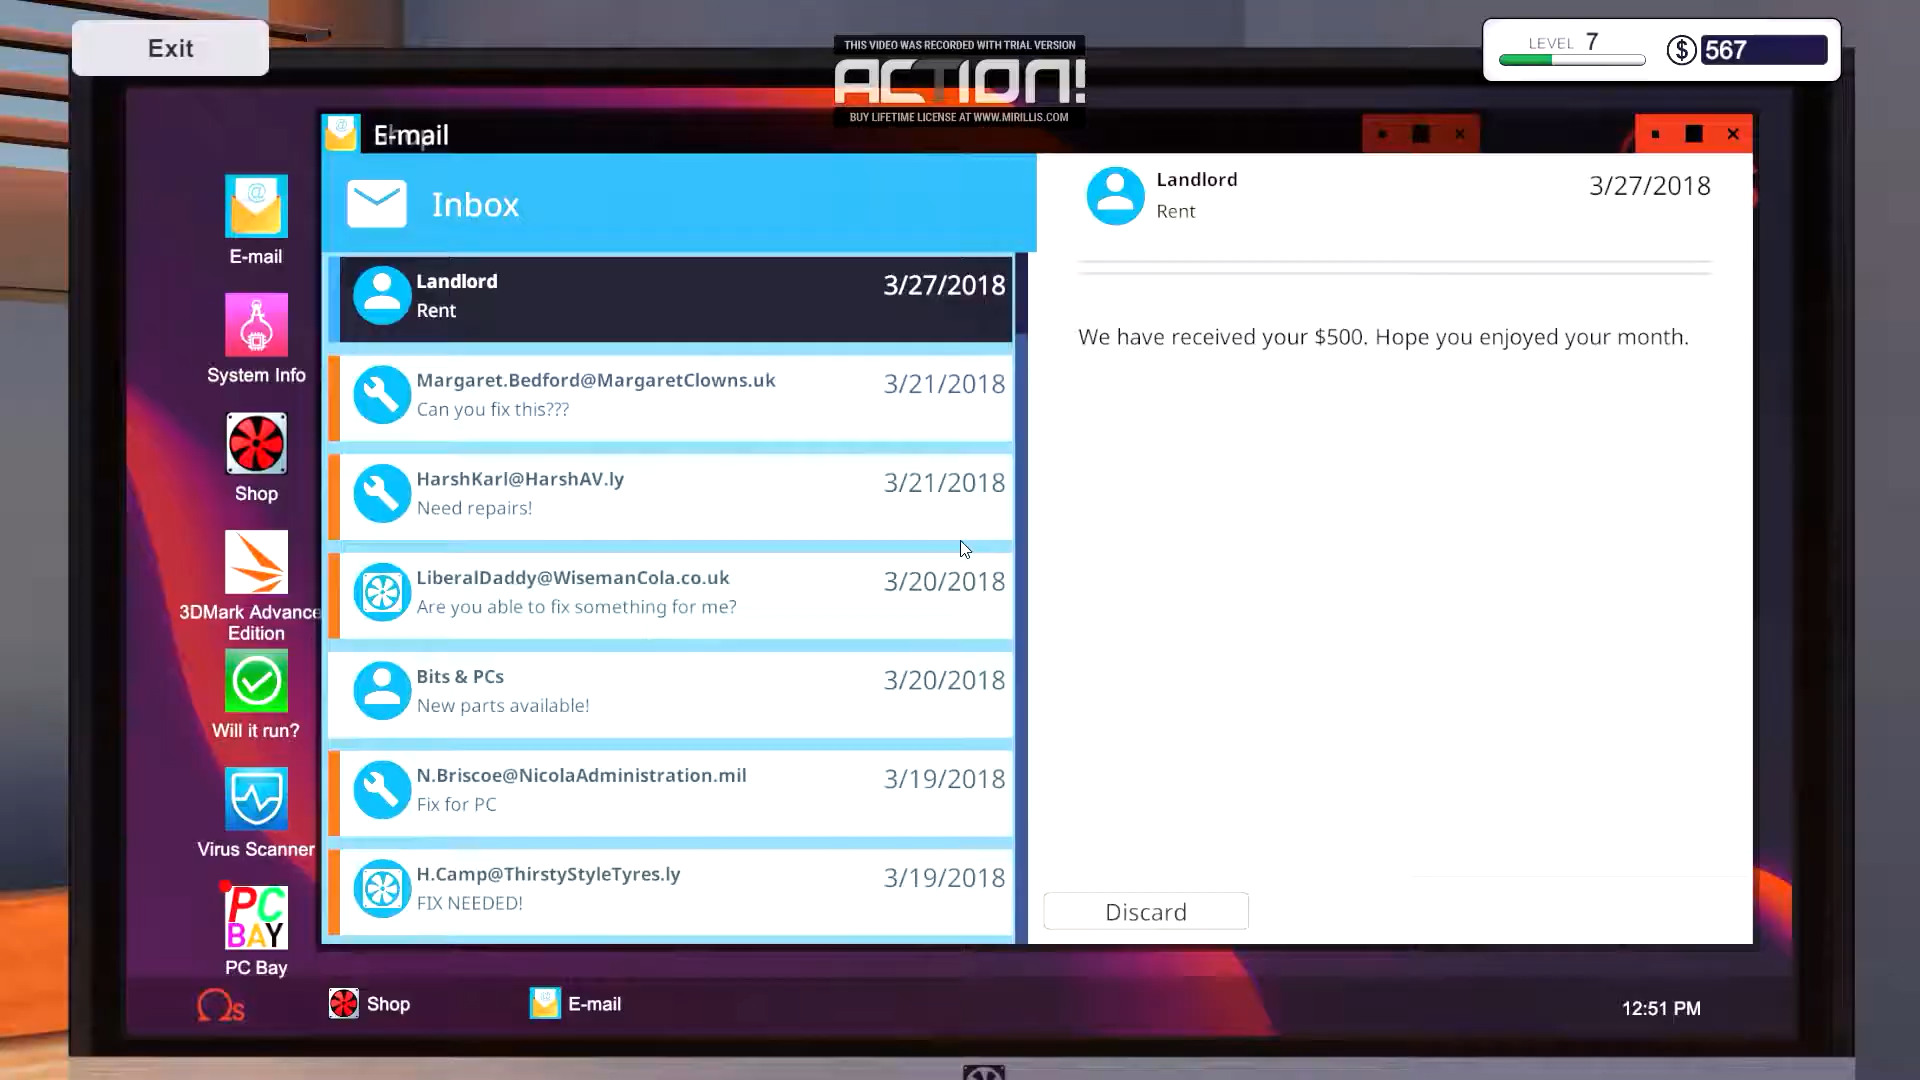 Exit
THIS VIDEO WAS RECORDED WITH TRIAL VERSION
ACTION!
BUY LIFETIME LICENSE AT WWW.MIRILLIS.COM
LEVEL 7
$ 567
E-mail
Inbox
Landlord
3/27/2018
Rent
Margaret.Bedford@MargaretClowns.uk
3/21/2018
Can you fix this???
HarshKarl@HarshAV.ly
3/21/2018
Need repairs!
LiberalDaddy@WisemanCola.co.uk
3/20/2018
Are you able to fix something for me?
Bits & PCs
3/20/2018
New parts available!
N.Briscoe@NicolaAdministration.mil
3/19/2018
Fix for PC
H.Camp@ThirstyStyleTyres.ly
3/19/2018
FIX NEEDED!
Landlord
3/27/2018
Rent
We have received your $500. Hope you enjoyed your month.
Discard
E-mail
System Info
Shop
3DMark Advance
Edition
Will it run?
Virus Scanner
PC
BAY
PC Bay
Ωs
Shop
E-mail
12:51 PM